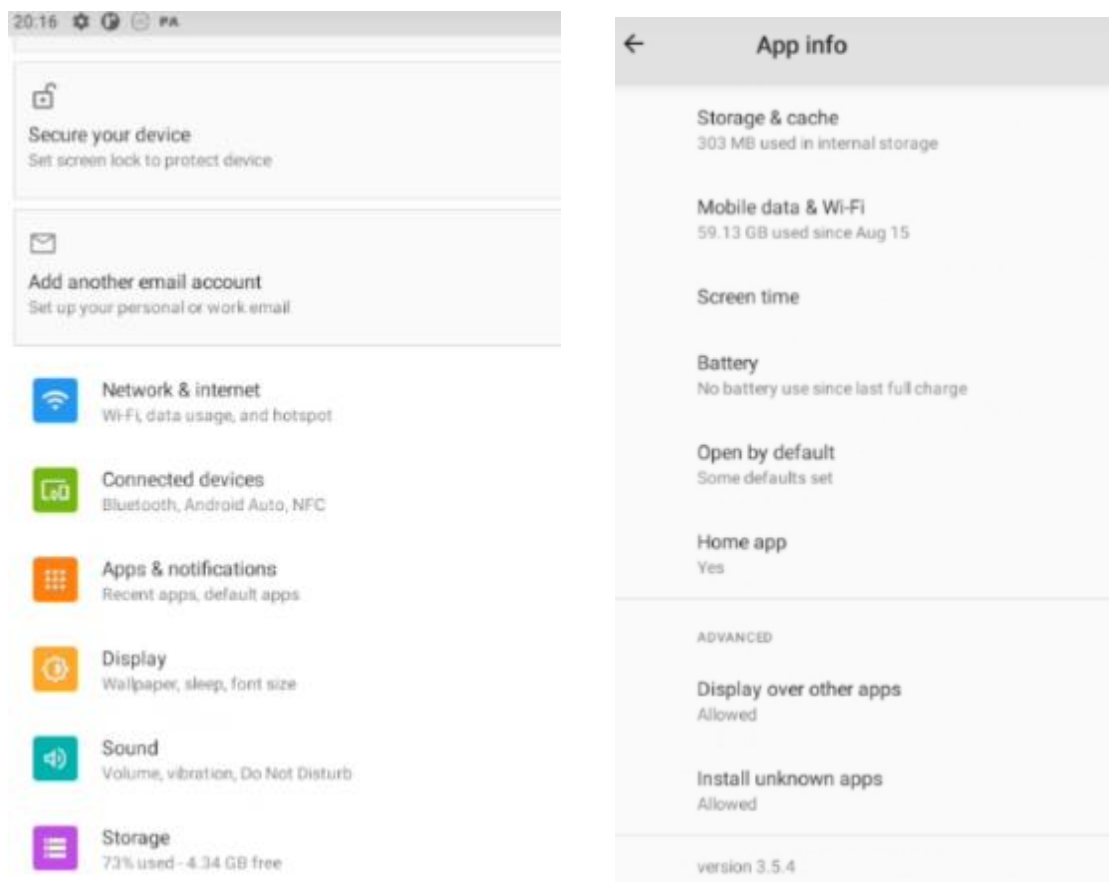 20:16
Secure your device
Set screen lock to protect device
Add another email account
Set up your personal or work email
Network & internet
Wi-Fi, data usage, and hotspot
Connected devices
Bluetooth, Android Auto, NFC
Apps & notifications
Recent apps, default apps
Display
Wallpaper, sleep, font size
Sound
Volume, vibration, Do Not Disturb
Storage
73% used - 4.34 GB free
App info
Storage & cache
303 MB used in internal storage
Mobile data & Wi-Fi
59.13 GB used since Aug 15
Screen time
Battery
No battery use since last full charge
Open by default
Some defaults set
Home app
Yes
ADVANCED
Display over other apps
Allowed
Install unknown apps
Allowed
version 3.5.4